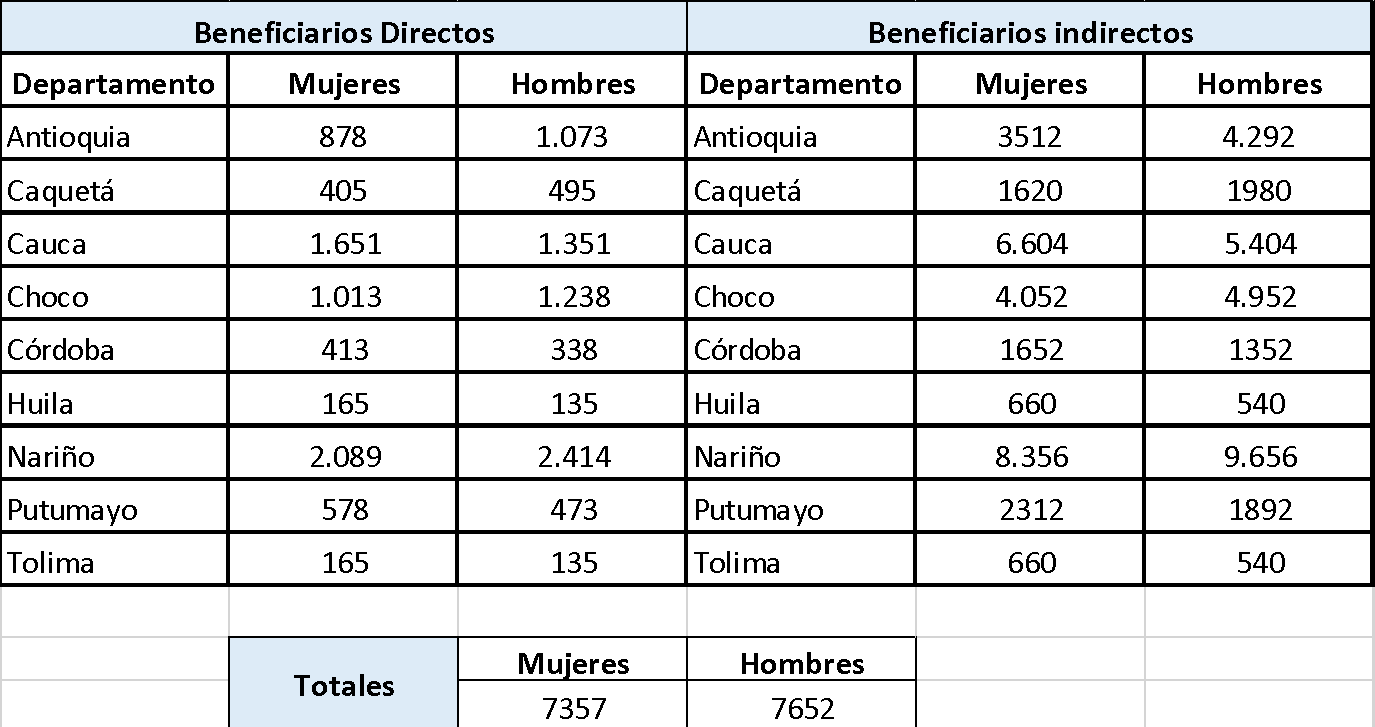 Beneficiarios Directos Beneficiarios indirectos
Departamento Mujeres Hombres Departamento Mujeres Hombres
Antioquia 878 1.073 Antioquia 3512 4.292
Caquetá 405 495 Caquetá 1620 1980
Cauca 1.651 1.351 Cauca 6.604 5.404
Choco 1.013 1.238 Choco 4.052 4.952
Córdoba 413 338 Córdoba 1652 1352
Huila 165 135 Huila 660 540
Nariño 2.089 2.414 Nariño 8.356 9.656
Putumayo 578 473 Putumayo 2312 1892
Tolima 165 135 Tolima 660 540
Totales Mujeres Hombres
7357 7652